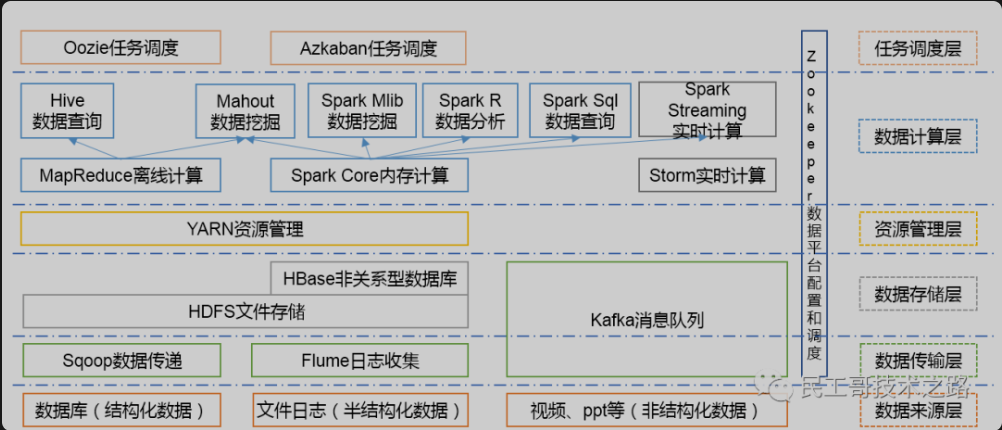 Oozie任务调度
Azkaban任务调度
任务调度层
Hive
数据查询
Mahout
数据挖掘
Spark Mlib
数据挖掘
Spark R
数据分析
Spark Sql
数据查询
Spark
Streaming
实时计算
数据计算层
MapReduce离线计算
Spark Core内存计算
Storm实时计算
Zookeeper数据平台配置和调度
YARN资源管理
资源管理层
HBase非关系型数据库
HDFS文件存储
Kafka消息队列
数据存储层
Sqoop数据传递
Flume日志收集
数据传输层
数据库（结构化数据）
文件日志（半结构化数据）
视频、ppt等（非结构化数据）
数据来源层
民工哥技术之路